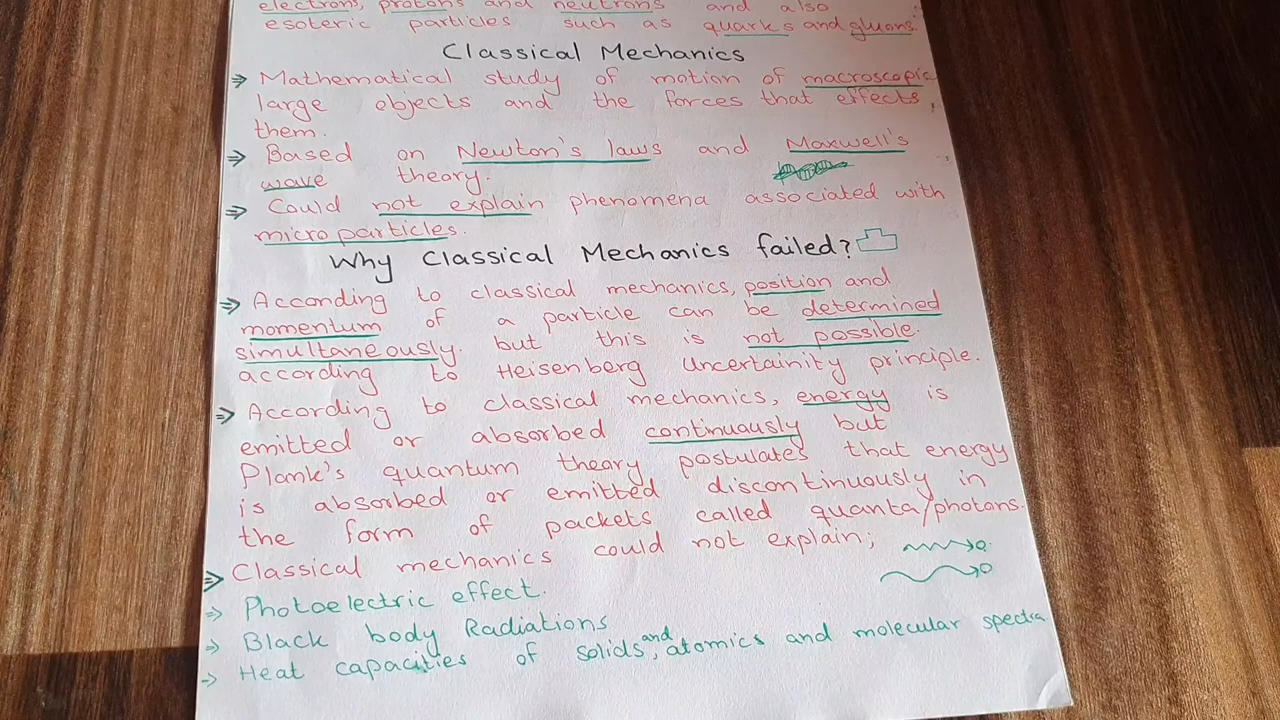 electrons, protons and neutrons and also
esoteric particles such as quarks and gluons.
Classical Mechanics
⇒ Mathematical study of motion of macroscopic
large objects and the forces that effects
them.
⇒ Based on Newton's laws and Maxwell's
wave theory.
⇒ Could not explain phenomena associated with
micro particles.
Why Classical Mechanics failed?
⇒ According to classical mechanics, position and
momentum of a particle can be determined
simultaneously. but this is not possible.
according to Heisenberg Uncertainity principle.
⇒ According to classical mechanics, energy is
emitted or absorbed continuously but
Plank's quantum theory postulates that energy
is absorbed or emitted discontinuously in
the form of packets called quanta/photons.
⇒ Classical mechanics could not explain;
⇒ Photoelectric effect.
⇒ Black body Radiations
⇒ Heat capacities of solids, and atomics and molecular spectra